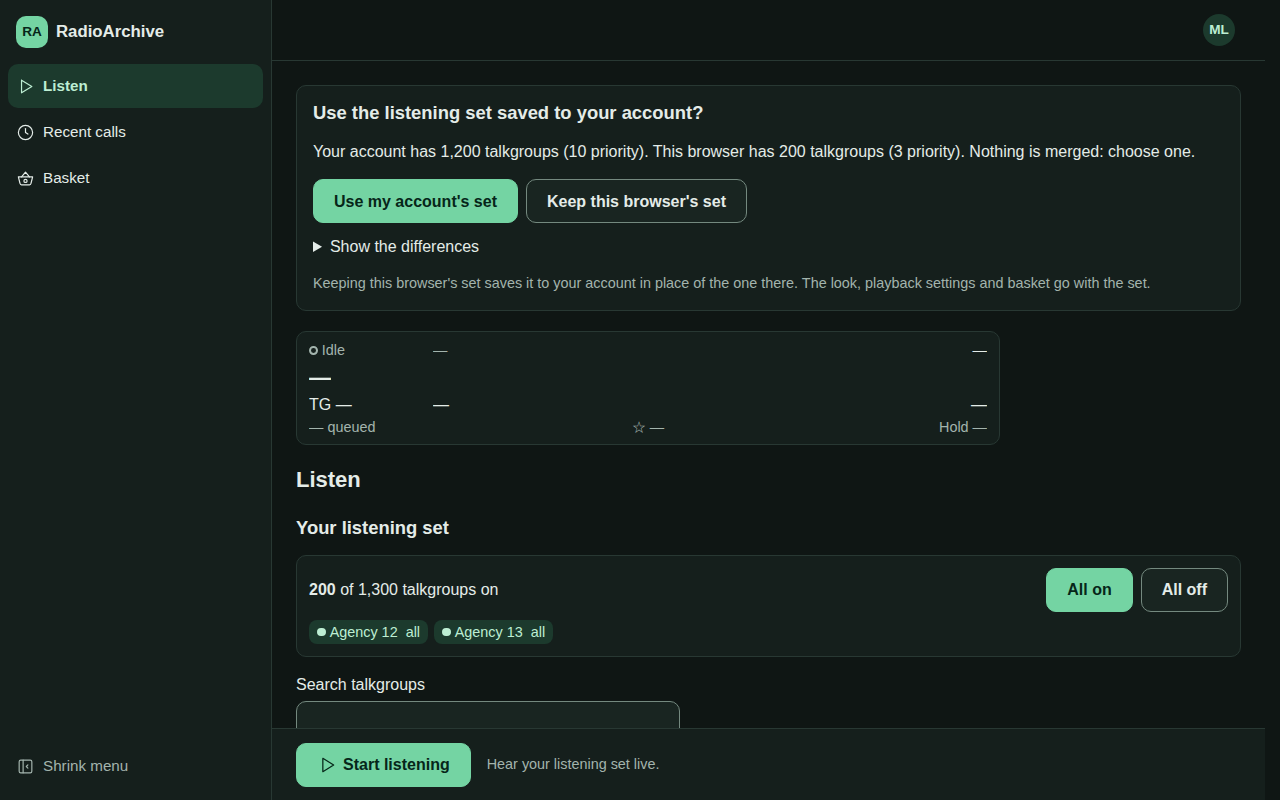 RA RadioArchive
Listen
Recent calls
Basket
Shrink menu
ML
Use the listening set saved to your account?
Your account has 1,200 talkgroups (10 priority). This browser has 200 talkgroups (3 priority). Nothing is merged: choose one.
Use my account's set Keep this browser's set
Show the differences
Keeping this browser's set saves it to your account in place of the one there. The look, playback settings and basket go with the set.
Idle — —
—
TG — — —
— queued ☆ — Hold —
Listen
Your listening set
200 of 1,300 talkgroups on All on All off
Agency 12 all Agency 13 all
Search talkgroups
Start listening Hear your listening set live.